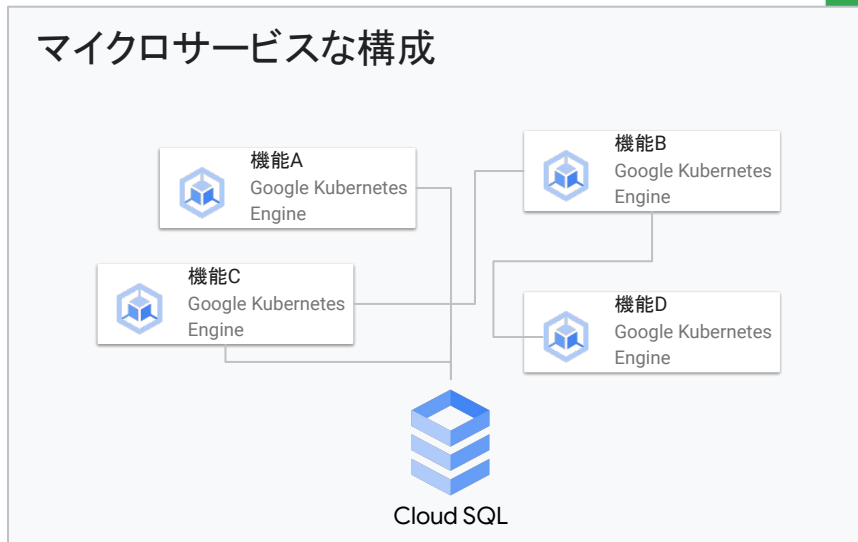 マイクロサービスな構成
機能A
Google Kubernetes
Engine
機能B
Google Kubernetes
Engine
機能C
Google Kubernetes
Engine
機能D
Google Kubernetes
Engine
Cloud SQL